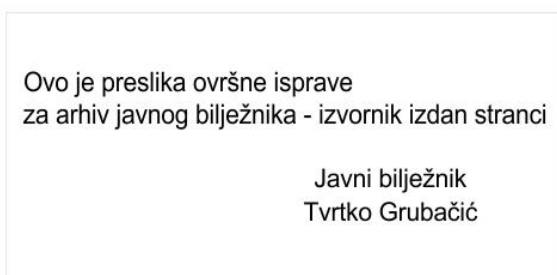 Ovo je preslika ovršne isprave
za arhiv javnog bilježnika - izvornik izdan stranci
Javni bilježnik
Tvrtko Grubačić